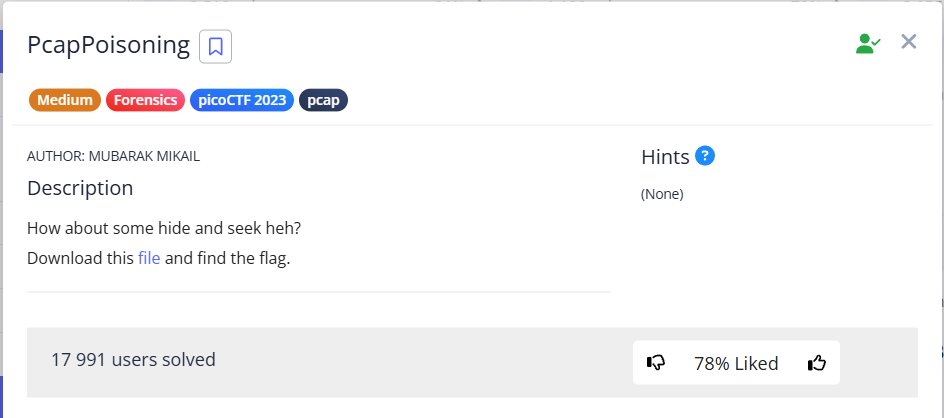 PcapPoisoning
Medium Forensics picoCTF 2023 pcap
AUTHOR: MUBARAK MIKAIL
Description
How about some hide and seek heh?
Download this file and find the flag.
Hints ?
(None)
17 991 users solved
78% Liked